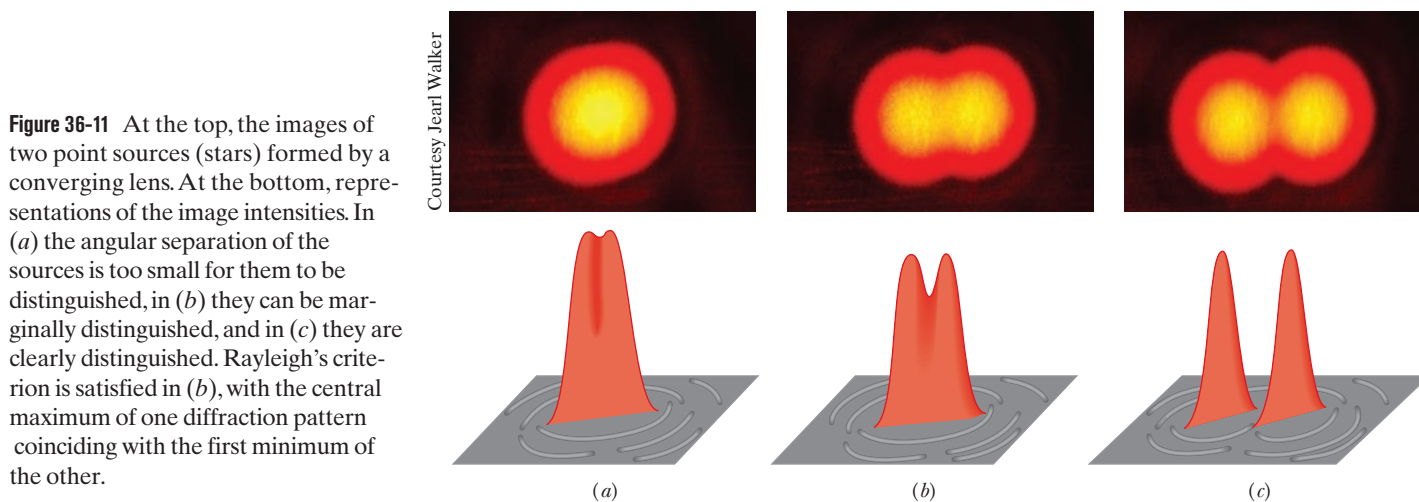 Figure 36-11 At the top, the images of
two point sources (stars) formed by a
converging lens. At the bottom, repre-
sentations of the image intensities. In
(a) the angular separation of the
sources is too small for them to be
distinguished, in (b) they can be mar-
ginally distinguished, and in (c) they are
clearly distinguished. Rayleigh's crite-
rion is satisfied in (b), with the central
maximum of one diffraction pattern
coinciding with the first minimum of
the other.
Courtesy Jearl Walker
(a)
(b)
(c)